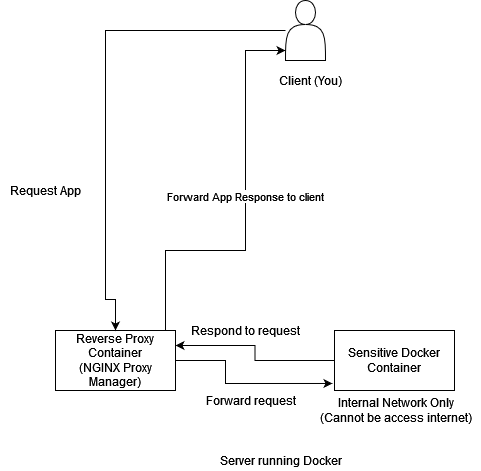 Client (You)
Request App
Forward App Response to client
Reverse Proxy
Container
(NGINX Proxy
Manager)
Respond to request
Forward request
Sensitive Docker
Container
Internal Network Only
(Cannot be access internet)
Server running Docker